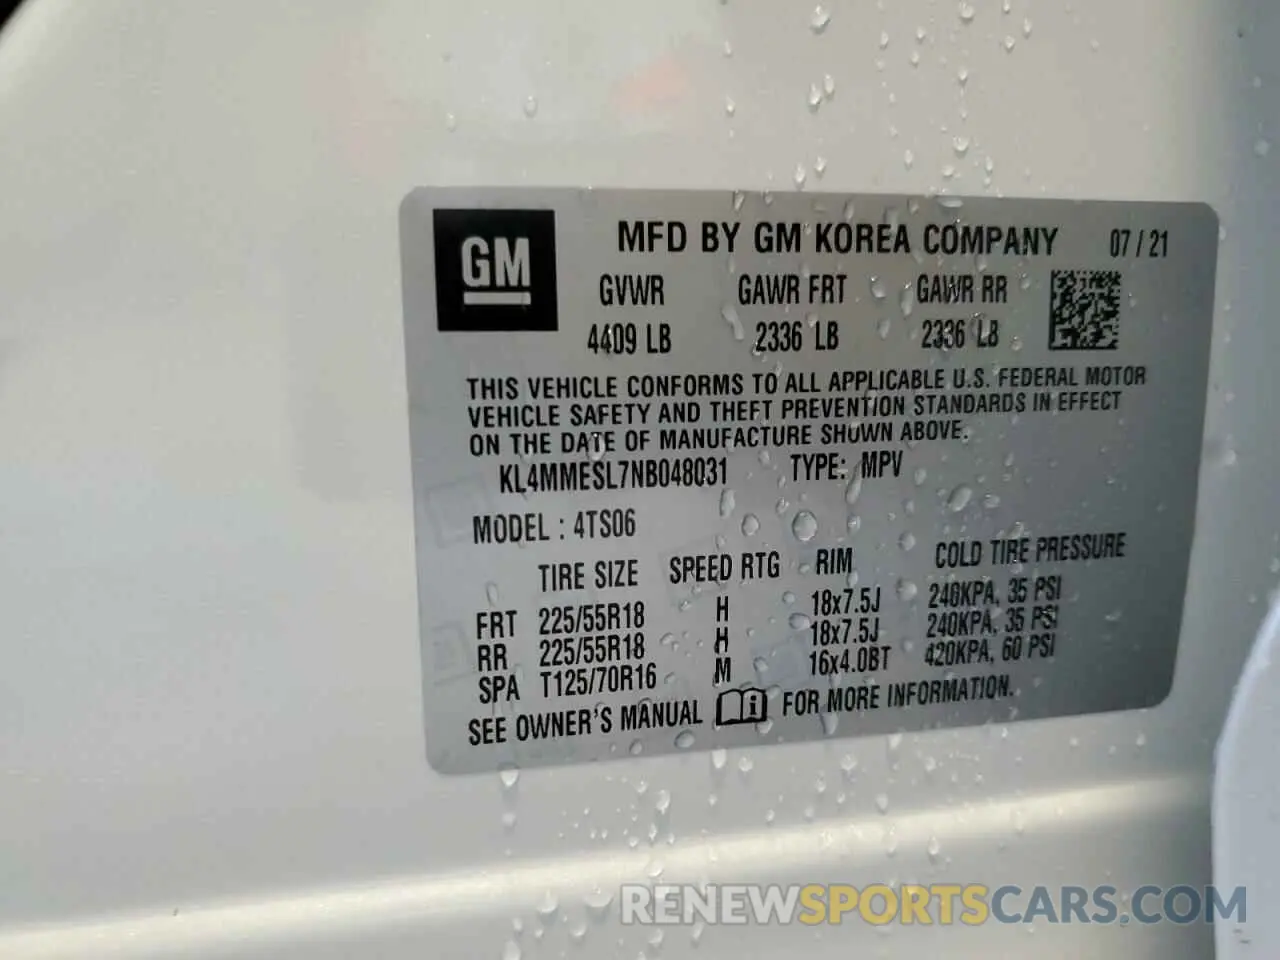 GM
MFD BY GM KOREA COMPANY 07 / 21
GVWR GAWR FRT GAWR RR
4409 LB 2336 LB 2336 LB
THIS VEHICLE CONFORMS TO ALL APPLICABLE U.S. FEDERAL MOTOR
VEHICLE SAFETY AND THEFT PREVENTION STANDARDS IN EFFECT
ON THE DATE OF MANUFACTURE SHOWN ABOVE.
KL4MMESL7NB048031 TYPE: MPV
MODEL : 4TS06
TIRE SIZE SPEED RTG RIM COLD TIRE PRESSURE
FRT 225/55R18 H 18x7.5J 240KPA, 35 PSI
RR 225/55R18 H 18x7.5J 240KPA, 35 PSI
SPA T125/70R16 M 16x4.0BT 420KPA, 60 PSI
SEE OWNER'S MANUAL i FOR MORE INFORMATION.
RENEWSPORTSCARS.COM